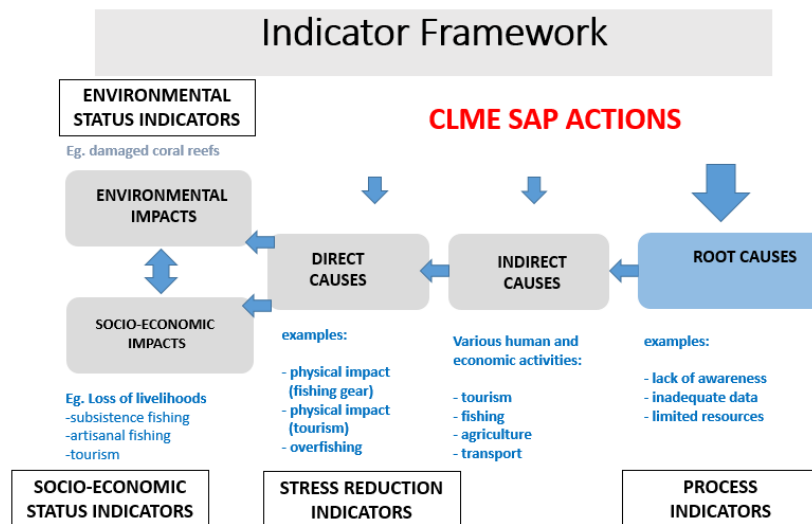 Indicator Framework
ENVIRONMENTAL
STATUS INDICATORS
CLME SAP ACTIONS
Eg. damaged coral reefs
ENVIRONMENTAL
IMPACTS
DIRECT
CAUSES
INDIRECT
CAUSES
ROOT CAUSES
SOCIO-ECONOMIC
IMPACTS
Eg. Loss of livelihoods
-subsistence fishing
-artisanal fishing
-tourism
examples:
- physical impact
(fishing gear)
- physical impact
(tourism)
- overfishing
Various human and
economic activities:
- tourism
- fishing
- agriculture
- transport
examples:
- lack of awareness
- inadequate data
- limited resources
SOCIO-ECONOMIC
STATUS INDICATORS
STRESS REDUCTION
INDICATORS
PROCESS
INDICATORS